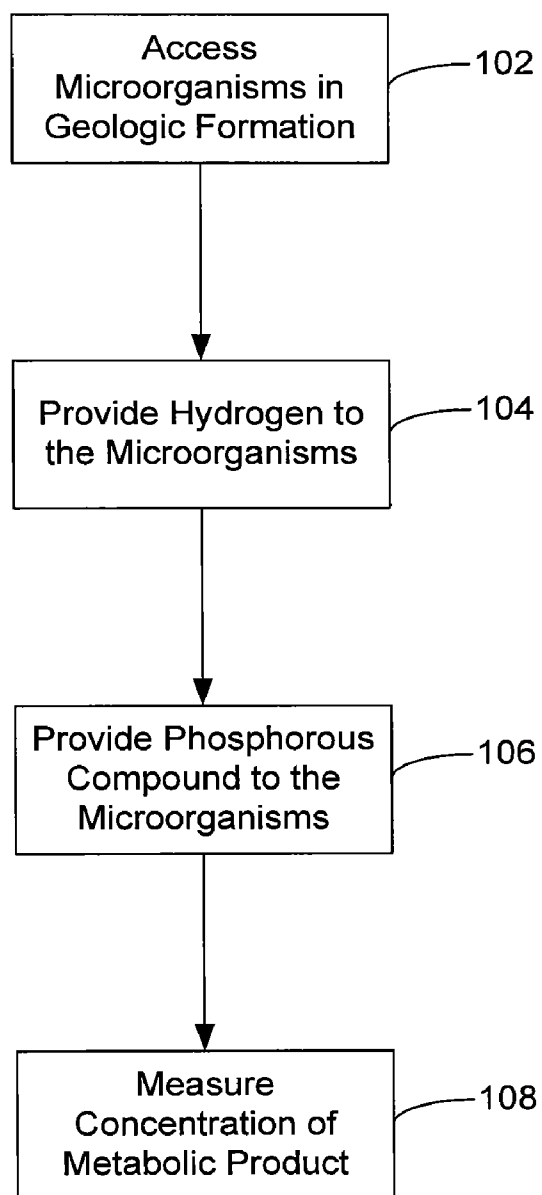 Access
Microorganisms in
Geologic Formation
102
Provide Hydrogen to
the Microorganisms
104
Provide Phosphorous
Compound to the
Microorganisms
106
Measure
Concentration of
Metabolic Product
108